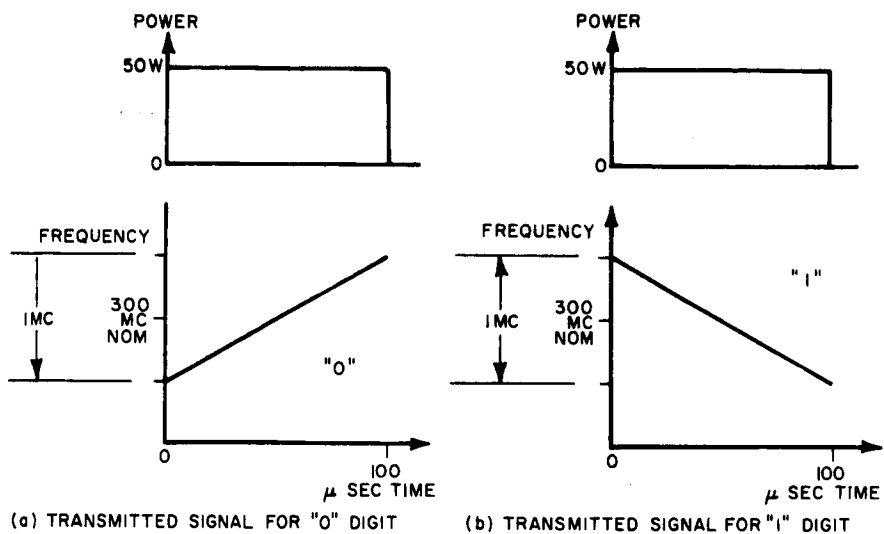 POWER
50W
0
FREQUENCY
1MC
300
MC
NOM
"0"
0
100
μ SEC TIME
(a) TRANSMITTED SIGNAL FOR "0" DIGIT
POWER
50W
0
FREQUENCY
1MC
300
MC
NOM
"1"
0
100
μ SEC TIME
(b) TRANSMITTED SIGNAL FOR "1" DIGIT